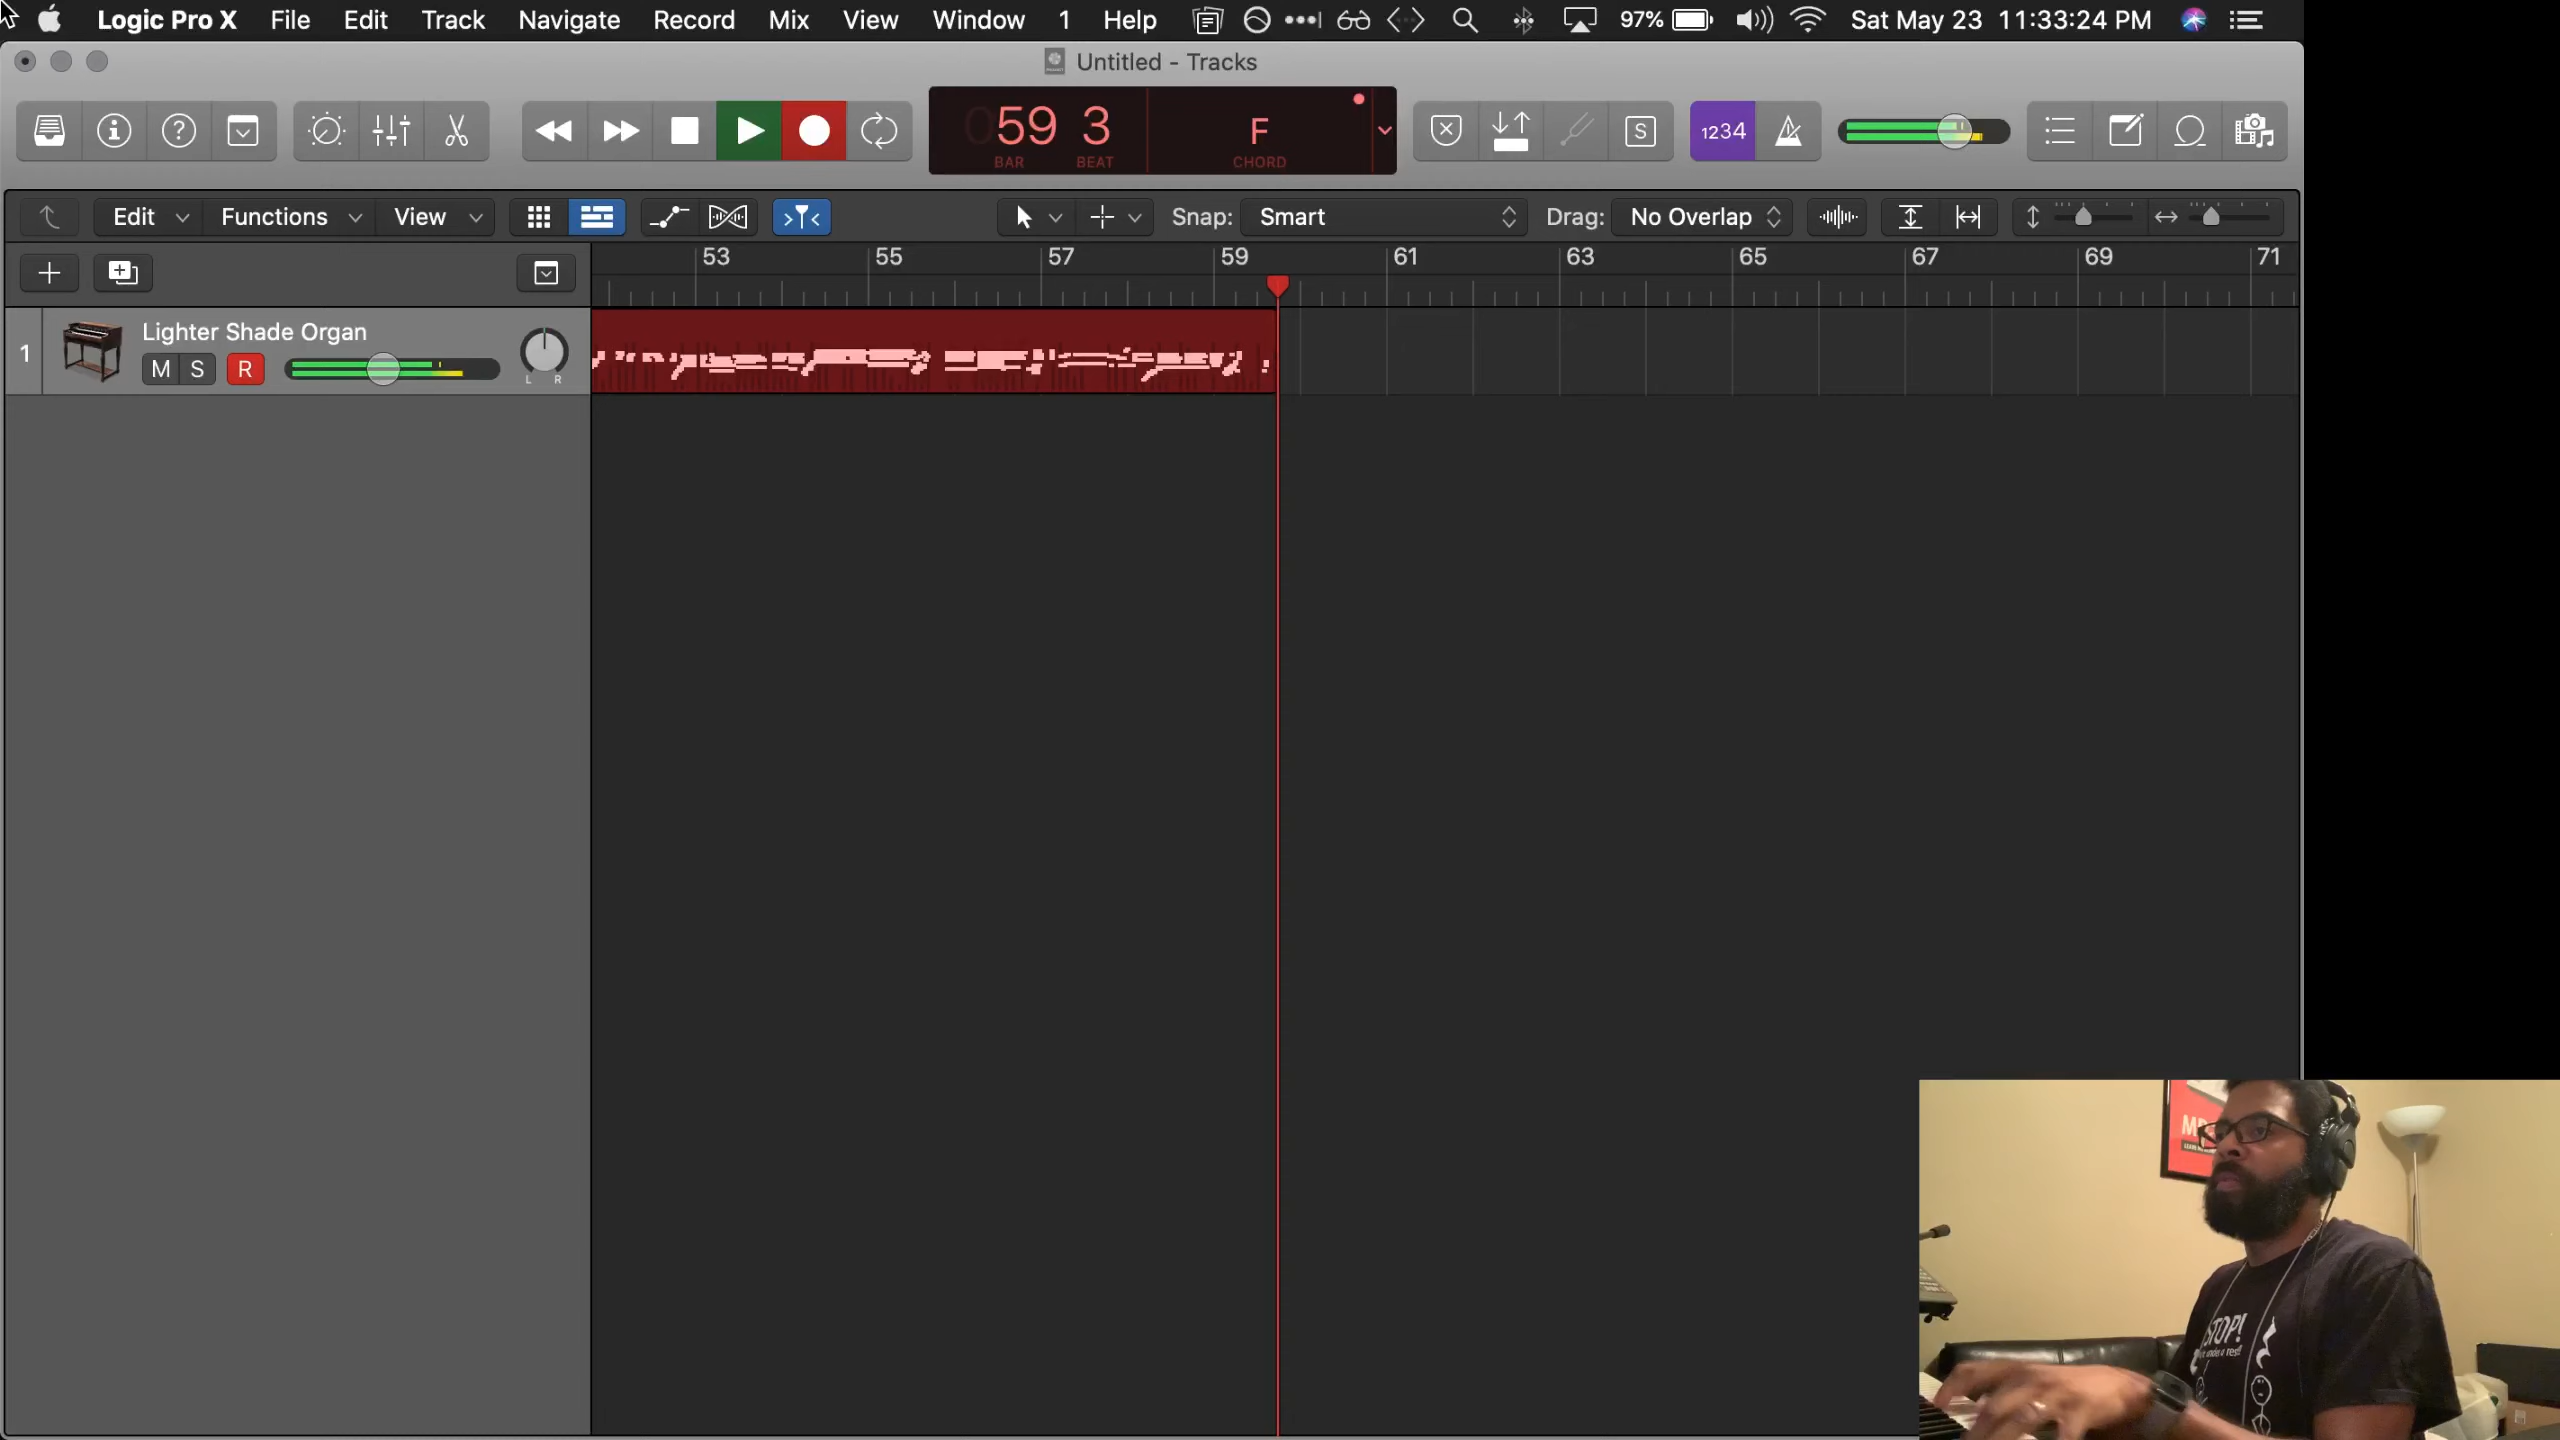 Logic Pro X File Edit Track Navigate Record Mix View Window 1 Help 97% Sat May 23 11:33:24 PM
Untitled - Tracks
059 3 F
BAR BEAT CHORD
S 1234
Edit Functions View Snap: Smart Drag: No Overlap
53 55 57 59 61 63 65 67 69 71
1 Lighter Shade Organ
M S R L R
STOP!